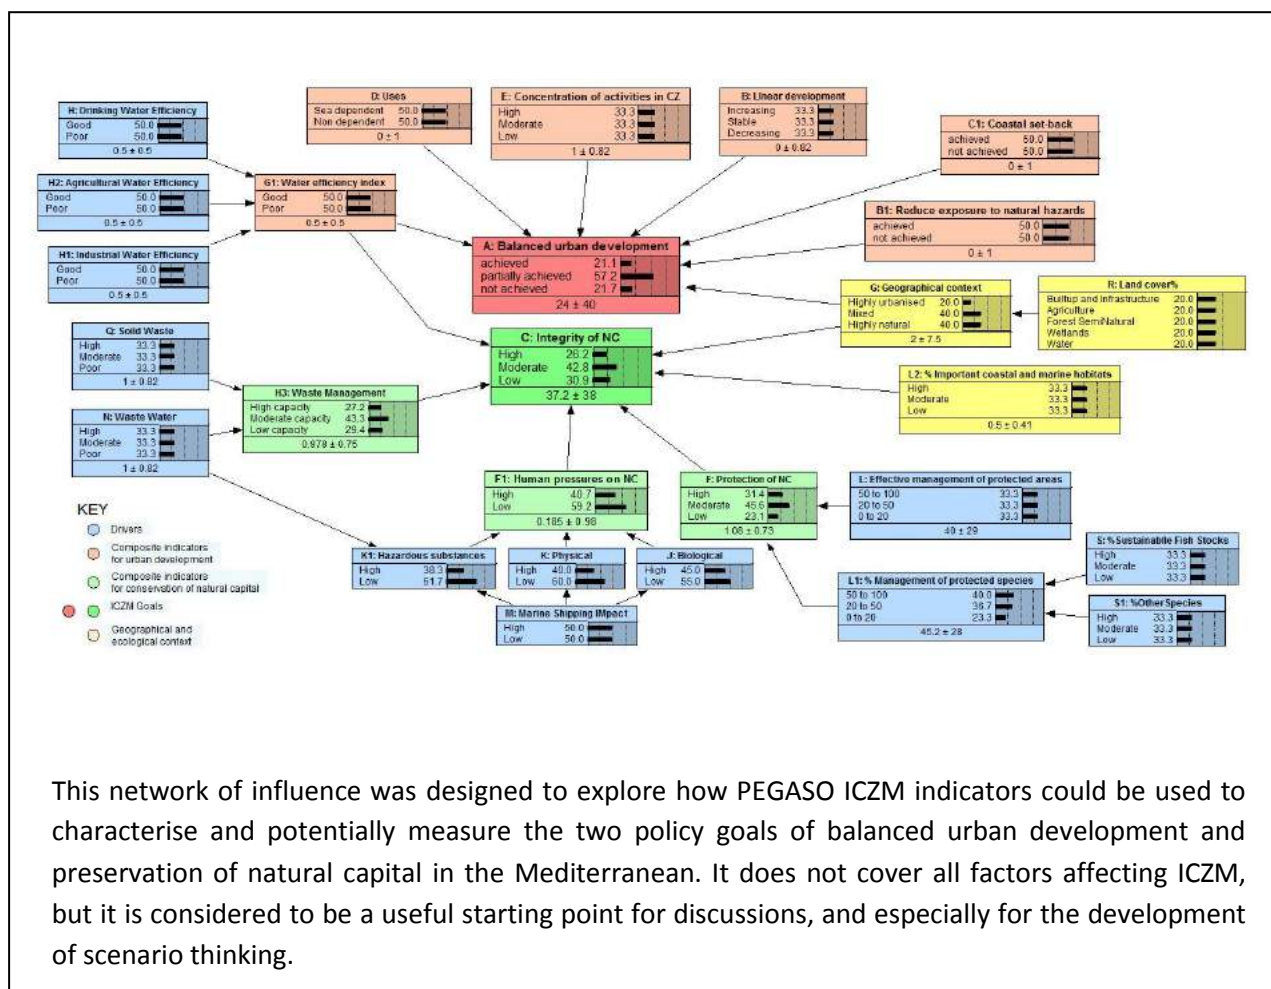 D: Uses
Sea dependent 50.0
Non dependent 50.0
0 ± 1
E: Concentration of activities in CZ
High 33.3
Moderate 33.3
Low 33.3
1 ± 0.82
B: Linear development
Increasing 33.3
Stable 33.3
Decreasing 33.3
0 ± 0.82
H: Drinking Water Efficiency
Good 50.0
Poor 50.0
0.5 ± 0.5
C1: Coastal set-back
achieved 50.0
not achieved 50.0
0 ± 1
H2: Agricultural Water Efficiency
Good 50.0
Poor 50.0
0.5 ± 0.5
G1: Water efficiency index
Good 50.0
Poor 50.0
0.5 ± 0.5
B1: Reduce exposure to natural hazards
achieved 50.0
not achieved 50.0
0 ± 1
H1: Industrial Water Efficiency
Good 50.0
Poor 50.0
0.5 ± 0.5
A: Balanced urban development
achieved 21.1
partially achieved 57.2
not achieved 21.7
24 ± 40
G: Geographical context
Highly urbanised 20.0
Mixed 40.0
Highly natural 40.0
2 ± 7.5
R: Land cover%
Builtup and Infrastructure 20.0
Agriculture 20.0
Forest SemiNatural 20.0
Wetlands 20.0
Water 20.0
Q: Solid Waste
High 33.3
Moderate 33.3
Poor 33.3
1 ± 0.82
C: Integrity of NC
High 26.2
Moderate 42.8
Low 30.9
37.2 ± 38
L2: % Important coastal and marine habitats
High 33.3
Moderate 33.3
Low 33.3
0.5 ± 0.41
H3: Waste Management
High capacity 27.2
Moderate capacity 43.3
Low capacity 29.4
0.978 ± 0.75
N: Waste Water
High 33.3
Moderate 33.3
Poor 33.3
1 ± 0.82
F1: Human pressures on NC
High 40.7
Low 59.2
0.185 ± 0.98
F: Protection of NC
High 31.4
Moderate 45.6
Low 23.1
1.08 ± 0.73
L: Effective management of protected areas
50 to 100 33.3
20 to 50 33.3
0 to 20 33.3
40 ± 29
KEY
Drivers
Composite indicators
for urban development
Composite indicators
for conservation of natural capital
ICZM Goals
Geographical and
ecological context
K1: Hazardous substances
High 38.3
Low 61.7
K: Physical
High 40.0
Low 60.0
J: Biological
High 45.0
Low 55.0
M: Marine Shipping IMpact
High 50.0
Low 50.0
L1: % Management of protected species
50 to 100 40.0
20 to 50 36.7
0 to 20 23.3
45.2 ± 28
S: %Sustainabile Fish Stocks
High 33.3
Moderate 33.3
Low 33.3
S1: %Other Species
High 33.3
Moderate 33.3
Low 33.3
This network of influence was designed to explore how PEGASO ICZM indicators could be used to
characterise and potentially measure the two policy goals of balanced urban development and
preservation of natural capital in the Mediterranean. It does not cover all factors affecting ICZM,
but it is considered to be a useful starting point for discussions, and especially for the development
of scenario thinking.